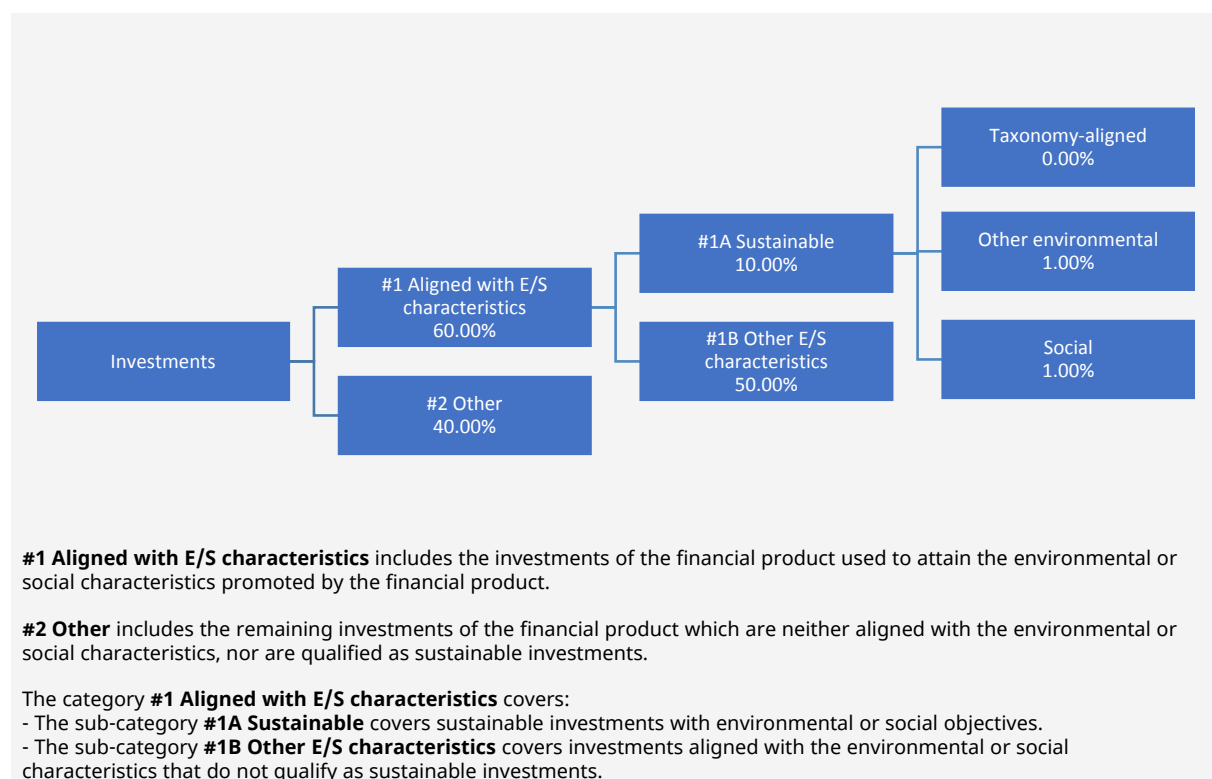 Investments
#1 Aligned with E/S
characteristics
60.00%
#2 Other
40.00%
#1A Sustainable
10.00%
#1B Other E/S
characteristics
50.00%
Taxonomy-aligned
0.00%
Other environmental
1.00%
Social
1.00%
#1 Aligned with E/S characteristics includes the investments of the financial product used to attain the environmental or
social characteristics promoted by the financial product.
#2 Other includes the remaining investments of the financial product which are neither aligned with the environmental or
social characteristics, nor are qualified as sustainable investments.
The category #1 Aligned with E/S characteristics covers:
- The sub-category #1A Sustainable covers sustainable investments with environmental or social objectives.
- The sub-category #1B Other E/S characteristics covers investments aligned with the environmental or social
characteristics that do not qualify as sustainable investments.